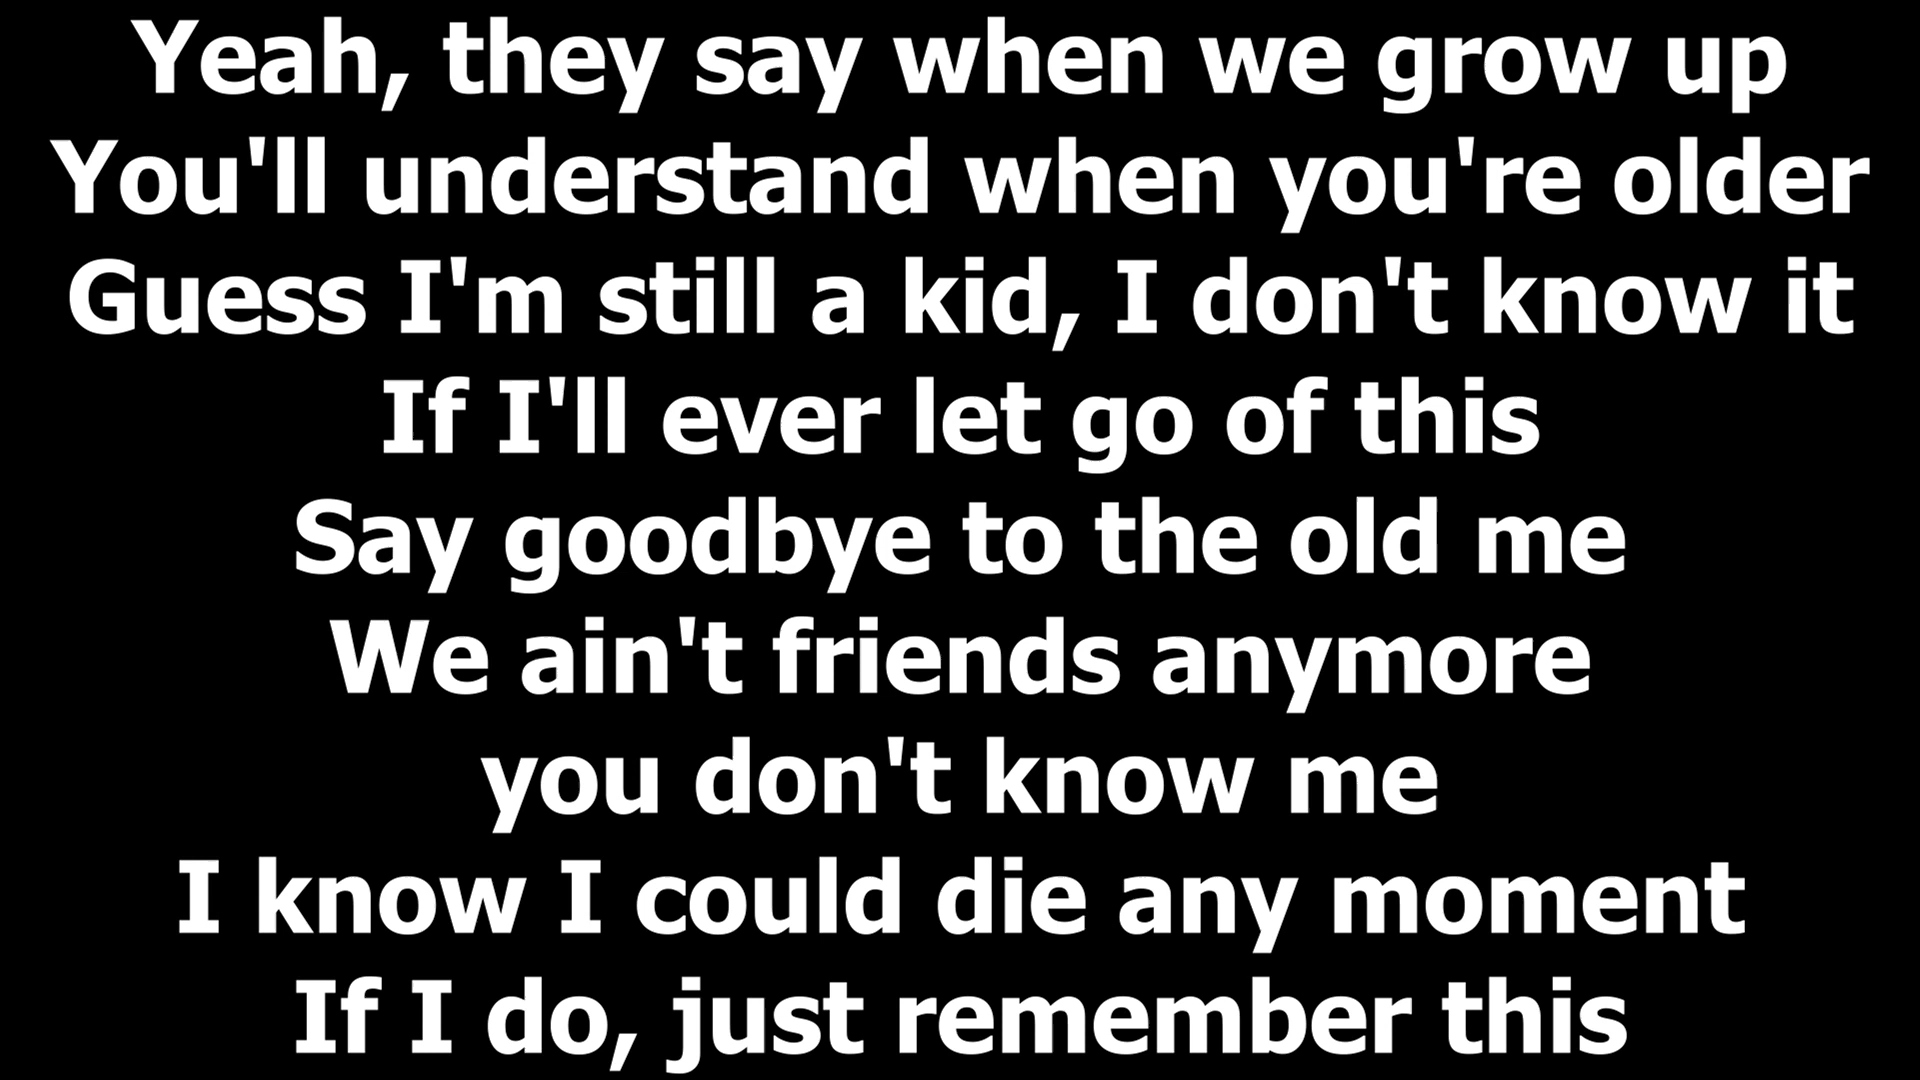 Yeah, they say when we grow up
You'll understand when you're older
Guess I'm still a kid, I don't know it
If I'll ever let go of this
Say goodbye to the old me
We ain't friends anymore
you don't know me
I know I could die any moment
If I do, just remember this